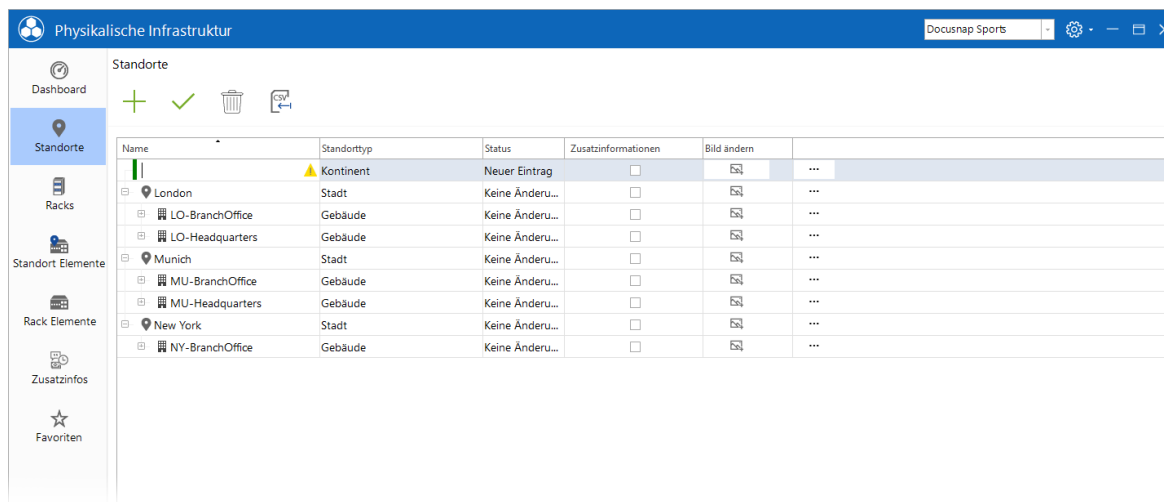 Physikalische Infrastruktur
Docusnap Sports
Dashboard
Standorte
Racks
Standort Elemente
Rack Elemente
Zusatzinfos
Favoriten
Standorte
CSV
Name Standorttyp Status Zusatzinformationen Bild ändern
Kontinent Neuer Eintrag ...
London Stadt Keine Änderu... ...
LO-BranchOffice Gebäude Keine Änderu... ...
LO-Headquarters Gebäude Keine Änderu... ...
Munich Stadt Keine Änderu... ...
MU-BranchOffice Gebäude Keine Änderu... ...
MU-Headquarters Gebäude Keine Änderu... ...
New York Stadt Keine Änderu... ...
NY-BranchOffice Gebäude Keine Änderu... ...